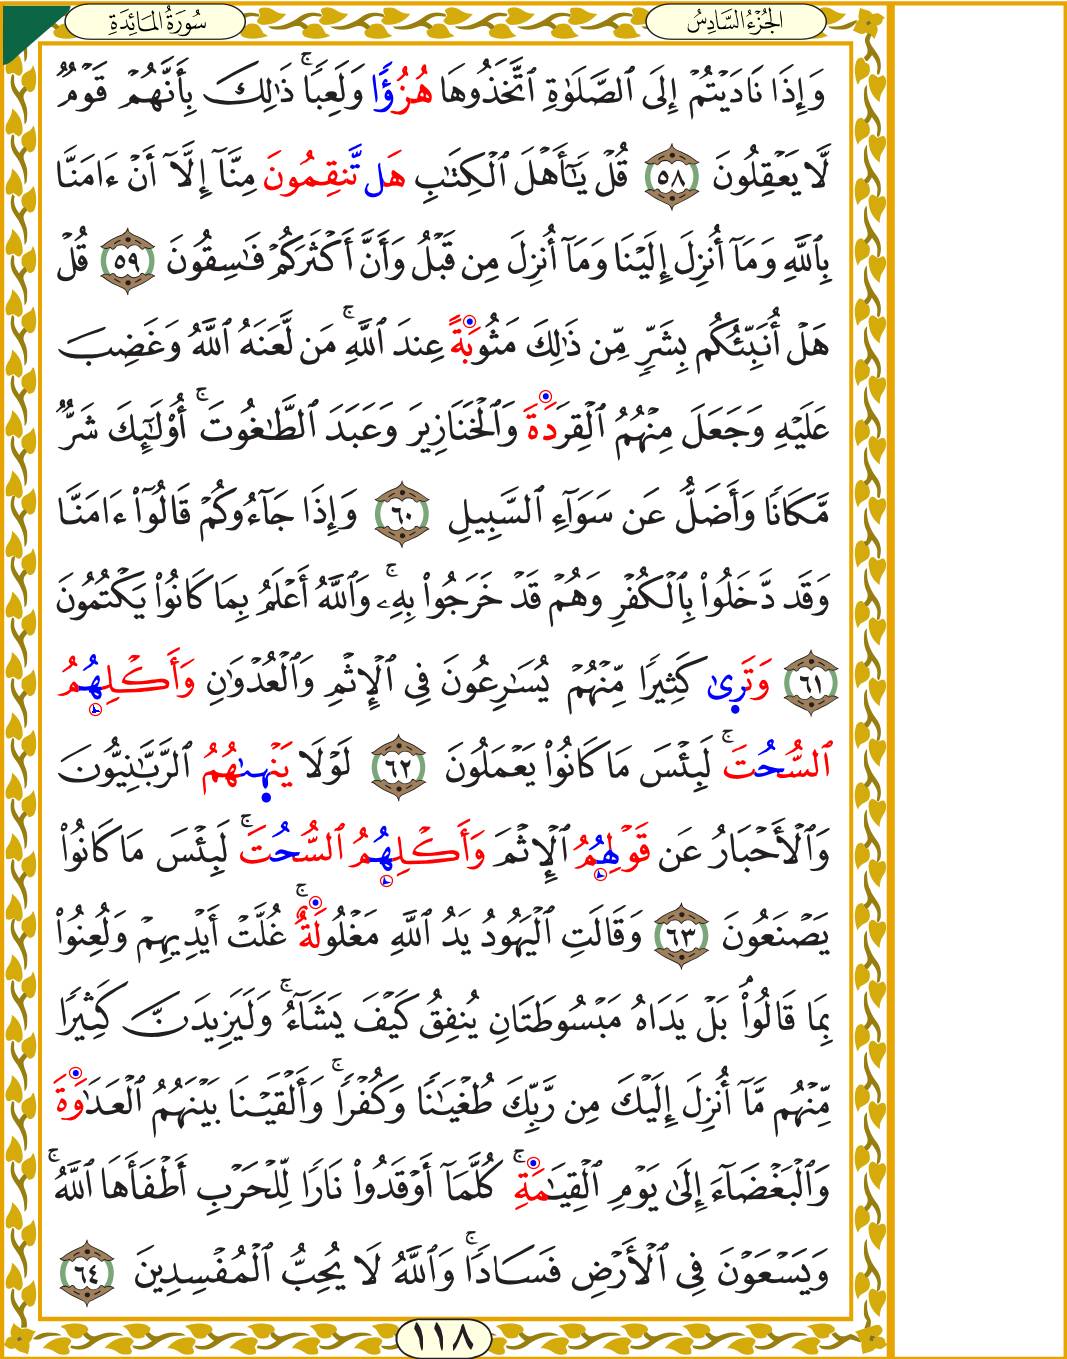 الجُزْءُ السَّادِسُ
سُورَةُ المَائِدَةِ
وَإِذَا نَادَيْتُمْ إِلَى ٱلصَّلَوٰةِ ٱتَّخَذُوهَا هُزُؤًا وَلَعِبًاۚ ذَٰلِكَ بِأَنَّهُمْ قَوْمٌ
لَّا يَعْقِلُونَ ٥٨ قُلْ يَٰٓأَهْلَ ٱلْكِتَٰبِ هَل تَّنقِمُونَ مِنَّآ إِلَّآ أَنْ ءَامَنَّا
بِٱللَّهِ وَمَآ أُنزِلَ إِلَيْنَا وَمَآ أُنزِلَ مِن قَبْلُ وَأَنَّ أَكْثَرَكُمْ فَٰسِقُونَ ٥٩ قُلْ
هَلْ أُنَبِّئُكُم بِشَرٍّ مِّن ذَٰلِكَ مَثُوبَةً عِندَ ٱللَّهِۚ مَن لَّعَنَهُ ٱللَّهُ وَغَضِبَ
عَلَيْهِ وَجَعَلَ مِنْهُمُ ٱلْقِرَدَةَ وَٱلْخَنَازِيرَ وَعَبَدَ ٱلطَّٰغُوتَۚ أُوْلَٰٓئِكَ شَرٌّ
مَّكَانًا وَأَضَلُّ عَن سَوَآءِ ٱلسَّبِيلِ ٦٠ وَإِذَا جَآءُوكُمْ قَالُوٓاْ ءَامَنَّا
وَقَد دَّخَلُواْ بِٱلْكُفْرِ وَهُمْ قَدْ خَرَجُواْ بِهِۦۚ وَٱللَّهُ أَعْلَمُ بِمَا كَانُواْ يَكْتُمُونَ
٦١ وَتَرِىٰ كَثِيرًا مِّنْهُمْ يُسَٰرِعُونَ فِى ٱلْإِثْمِ وَٱلْعُدْوَٰنِ وَأَكْلِهُمُ
ٱلسُّحُتَۚ لَبِئْسَ مَا كَانُواْ يَعْمَلُونَ ٦٢ لَوْلَا يَنْهىٰهُمُ ٱلرَّبَّٰنِيُّونَ
وَٱلْأَحْبَارُ عَن قَوْلِهُمُ ٱلْإِثْمَ وَأَكْلِهُمُ ٱلسُّحُتَۚ لَبِئْسَ مَا كَانُواْ
يَصْنَعُونَ ٦٣ وَقَالَتِ ٱلْيَهُودُ يَدُ ٱللَّهِ مَغْلُولَةٌۚ غُلَّتْ أَيْدِيهِمْ وَلُعِنُواْ
بِمَا قَالُواْۘ بَلْ يَدَاهُ مَبْسُوطَتَانِ يُنفِقُ كَيْفَ يَشَآءُۚ وَلَيَزِيدَنَّ كَثِيرًا
مِّنْهُم مَّآ أُنزِلَ إِلَيْكَ مِن رَّبِّكَ طُغْيَٰنًا وَكُفْرًاۚ وَأَلْقَيْنَا بَيْنَهُمُ ٱلْعَدَٰوَةَ
وَٱلْبَغْضَآءَ إِلَىٰ يَوْمِ ٱلْقِيَٰمَةِۚ كُلَّمَآ أَوْقَدُواْ نَارًا لِّلْحَرْبِ أَطْفَأَهَا ٱللَّهُۚ
وَيَسْعَوْنَ فِى ٱلْأَرْضِ فَسَادًاۚ وَٱللَّهُ لَا يُحِبُّ ٱلْمُفْسِدِينَ ٦٤
١١٨